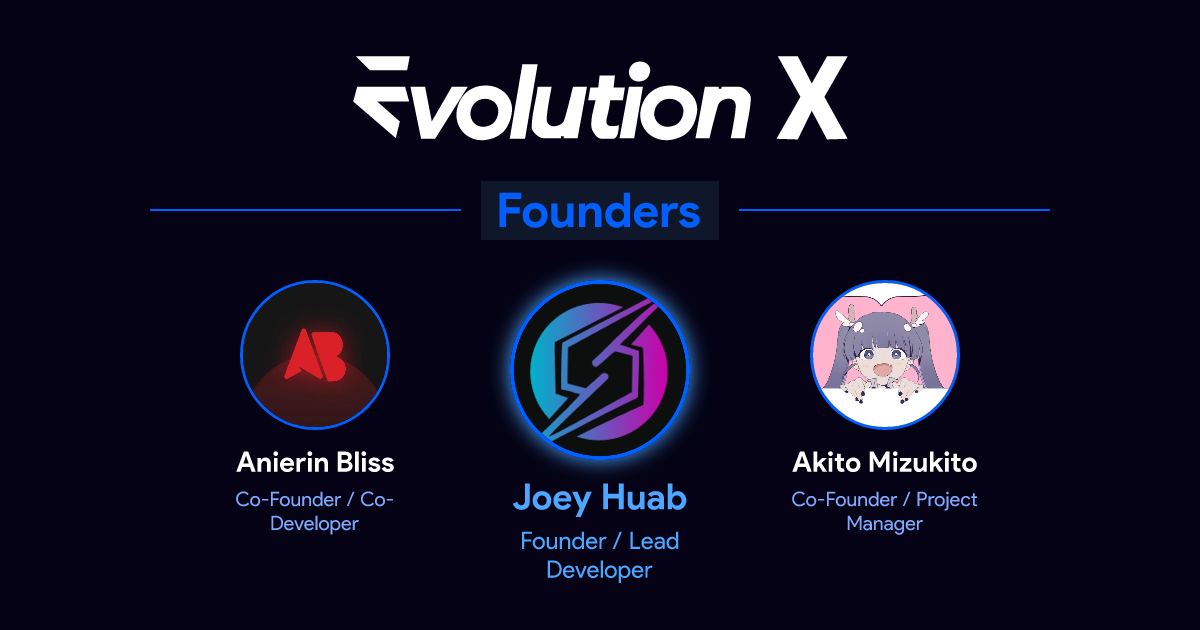 Evolution X
Founders
AB
Anierin Bliss
Co-Founder / Co-
Developer
Joey Huab
Founder / Lead
Developer
Akito Mizukito
Co-Founder / Project
Manager